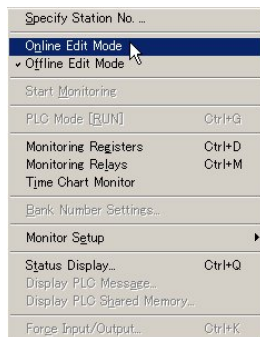 Specify Station No. ...
Online Edit Mode
Offline Edit Mode
Start Monitoring
PLC Mode [RUN] Ctrl+G
Monitoring Registers Ctrl+D
Monitoring Relays Ctrl+M
Time Chart Monitor
Bank Number Settings...
Monitor Setup
Status Display... Ctrl+Q
Display PLC Message...
Display PLC Shared Memory...
Force Input/Output... Ctrl+K